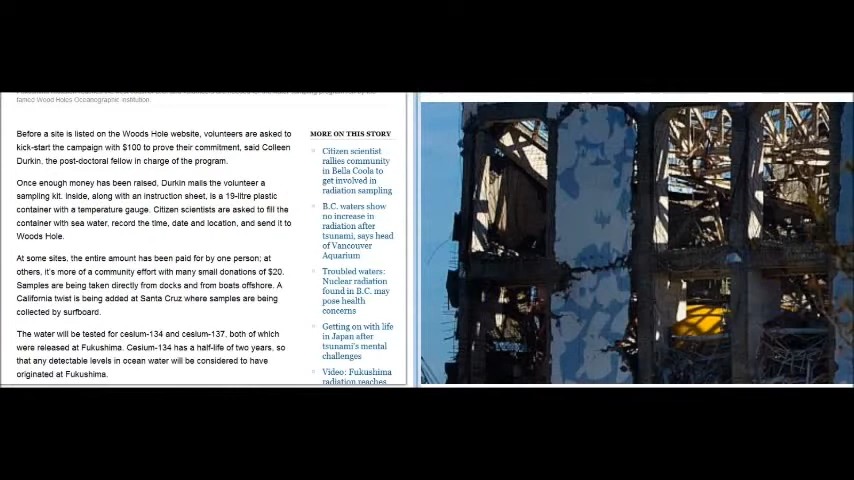 famed Wood Holes Oceanographic Institution.
Before a site is listed on the Woods Hole website, volunteers are asked to
kick-start the campaign with $100 to prove their commitment, said Colleen
Durkin, the post-doctoral fellow in charge of the program.
Once enough money has been raised, Durkin mails the volunteer a
sampling kit. Inside, along with an instruction sheet, is a 19-litre plastic
container with a temperature gauge. Citizen scientists are asked to fill the
container with sea water, record the time, date and location, and send it to
Woods Hole.
At some sites, the entire amount has been paid for by one person; at
others, it's more of a community effort with many small donations of $20.
Samples are being taken directly from docks and from boats offshore. A
California twist is being added at Santa Cruz where samples are being
collected by surfboard.
The water will be tested for cesium-134 and cesium-137, both of which
were released at Fukushima. Cesium-134 has a half-life of two years, so
that any detectable levels in ocean water will be considered to have
originated at Fukushima.
MORE ON THIS STORY
Citizen scientist
rallies community
in Bella Coola to
get involved in
radiation sampling
B.C. waters show
no increase in
radiation after
tsunami, says head
of Vancouver
Aquarium
Troubled waters:
Nuclear radiation
found in B.C. may
pose health
concerns
Getting on with life
in Japan after
tsunami's mental
challenges
Video: Fukushima
radiation reaches